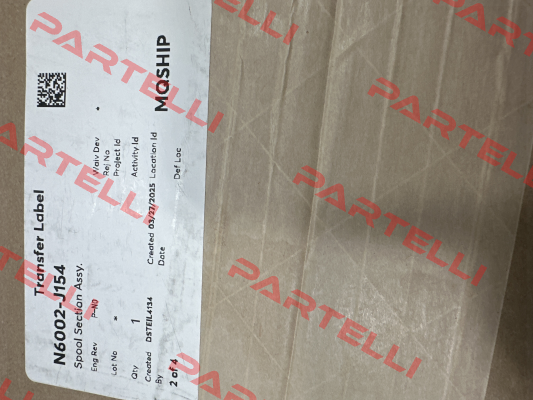 Transfer Label
N6002-J154
Spool Section Assy.
Eng Rev P-ND Waiv Dev *
Rej No
Lot No * Project Id
Qty 1 Activity Id
Created By DSTEIL4134 Created Date 03/27/2025 Location Id MQSHIP
2 of 4 Def Loc
PARTELLI
PARTELLI
PARTELLI
PARTELLI
PARTELLI
PARTELLI